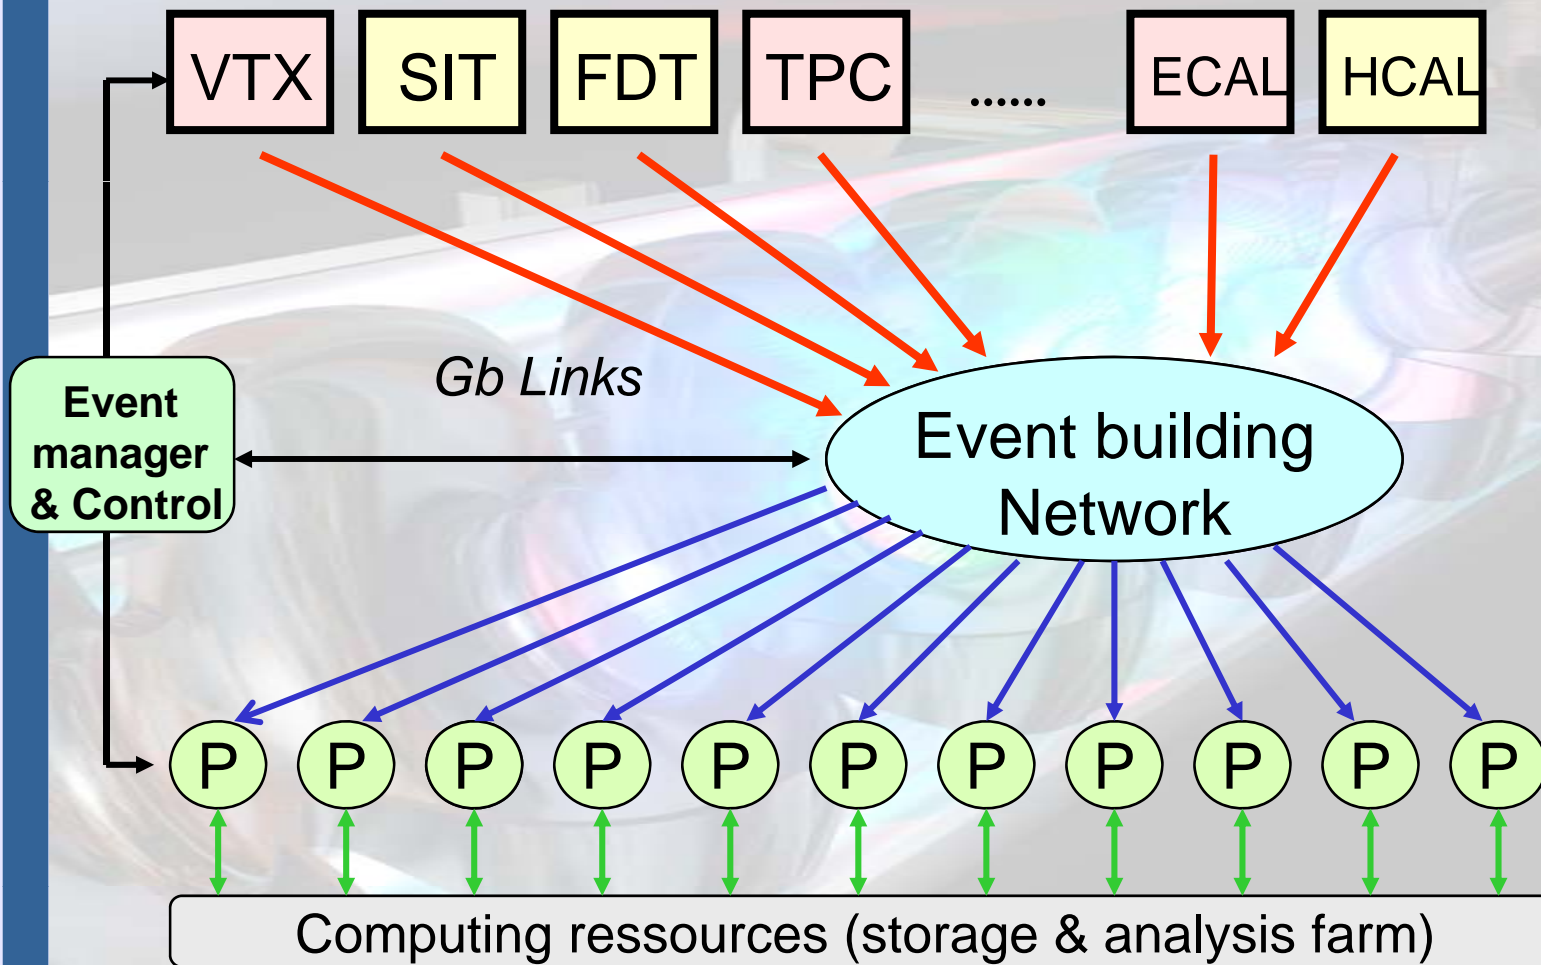 VTX SIT FDT TPC ...... ECAL HCAL
Gb Links
Event
manager
& Control
Event building
Network
P P P P P P P P P P P
Computing ressources (storage & analysis farm)